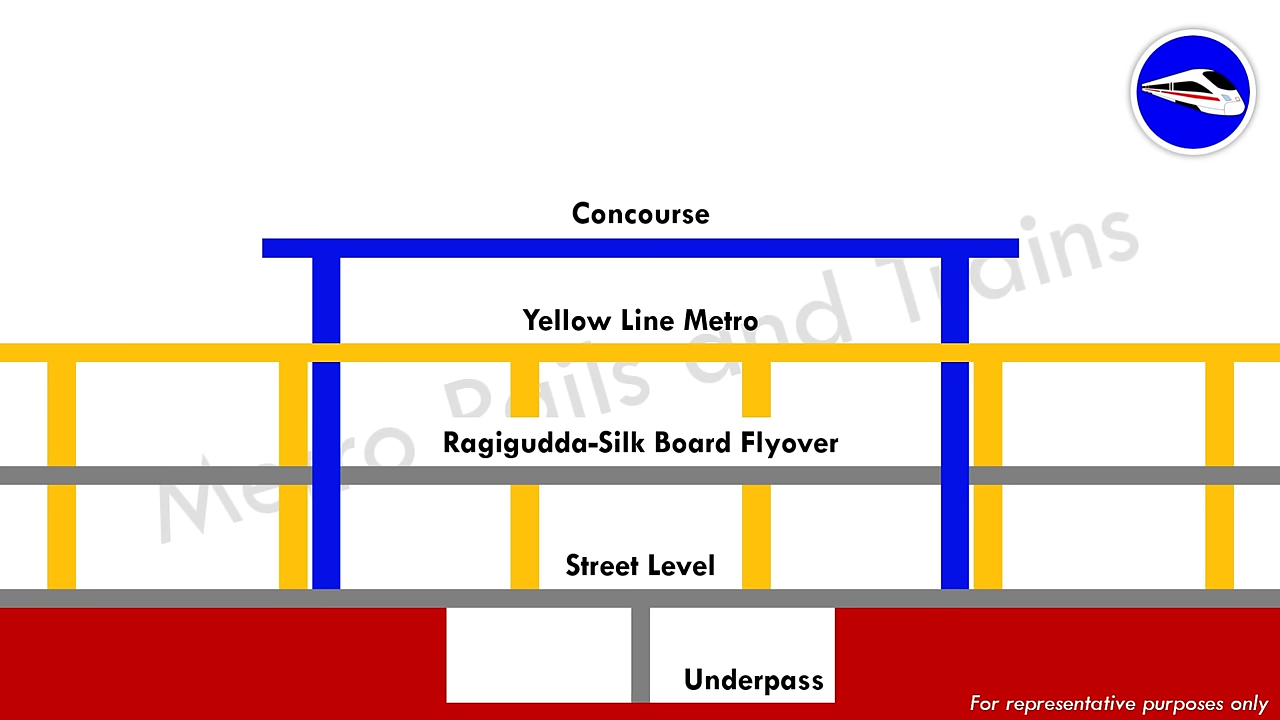 Concourse
Yellow Line Metro
Metro Rails and Trains
Ragigudda-Silk Board Flyover
Street Level
Underpass
For representative purposes only